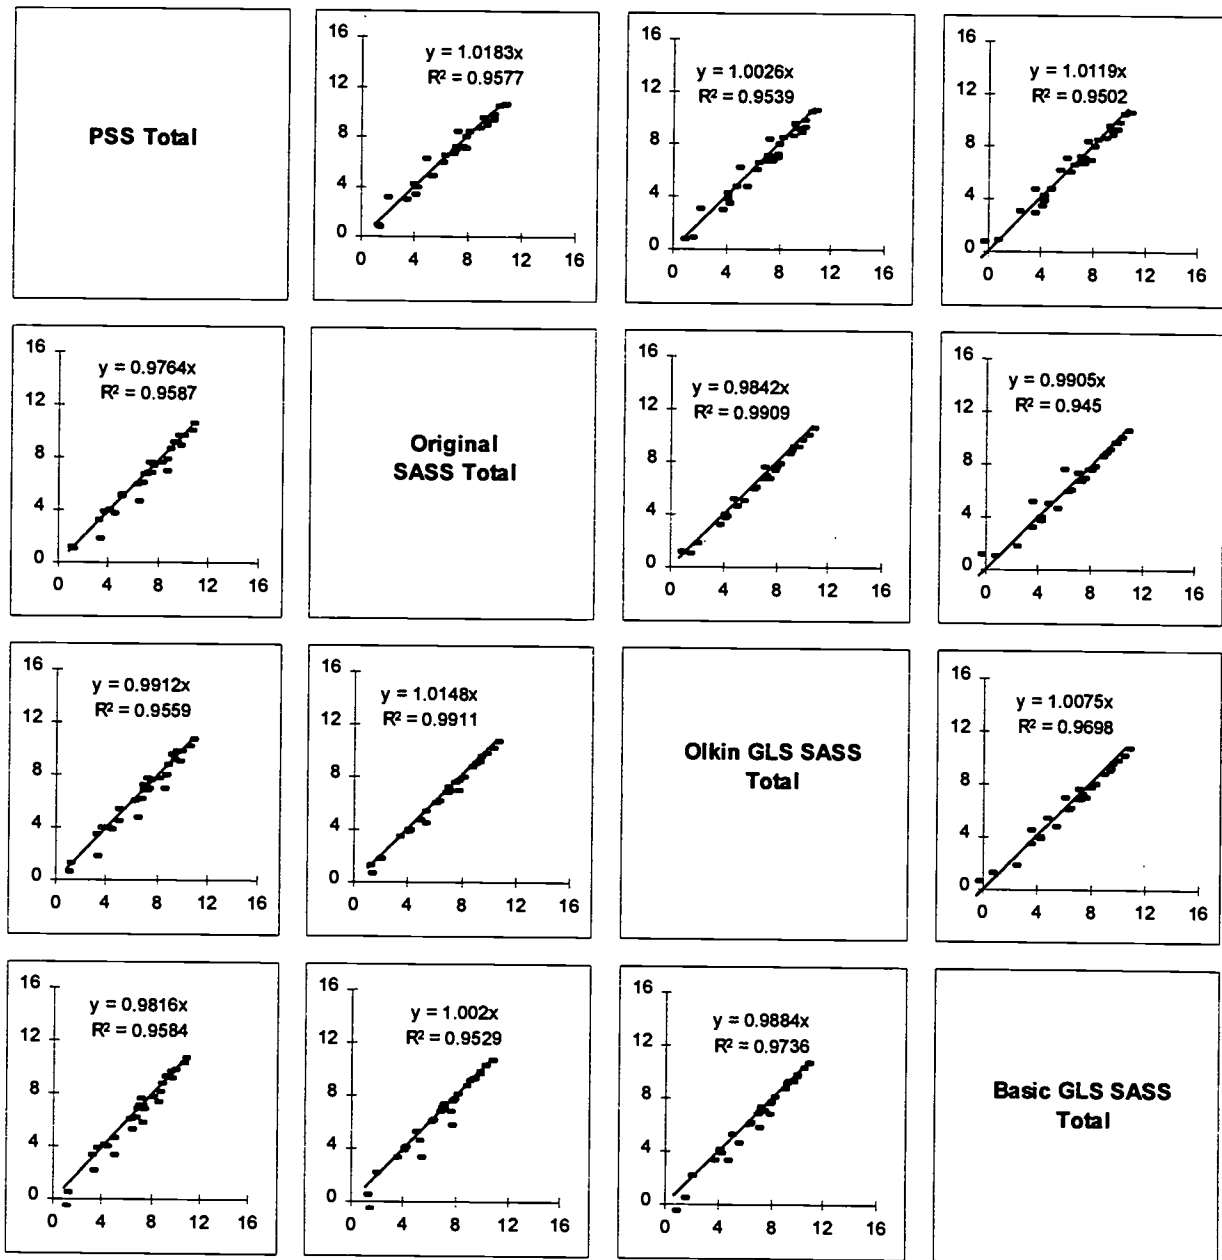 PSS Total
16
12
8
4
0
y = 1.0183x
R² = 0.9577
0 4 8 12 16
16
12
8
4
0
y = 1.0026x
R² = 0.9539
0 4 8 12 16
16
12
8
4
0
y = 1.0119x
R² = 0.9502
0 4 8 12 16
16
12
8
4
0
y = 0.9764x
R² = 0.9587
0 4 8 12 16
Original
SASS Total
16
12
8
4
0
y = 0.9842x
R² = 0.9909
0 4 8 12 16
16
12
8
4
0
y = 0.9905x
R² = 0.945
0 4 8 12 16
16
12
8
4
0
y = 0.9912x
R² = 0.9559
0 4 8 12 16
16
12
8
4
0
y = 1.0148x
R² = 0.9911
0 4 8 12 16
Olkin GLS SASS
Total
16
12
8
4
0
y = 1.0075x
R² = 0.9698
0 4 8 12 16
16
12
8
4
0
y = 0.9816x
R² = 0.9584
0 4 8 12 16
16
12
8
4
0
y = 1.002x
R² = 0.9529
0 4 8 12 16
16
12
8
4
0
y = 0.9884x
R² = 0.9736
0 4 8 12 16
Basic GLS SASS
Total